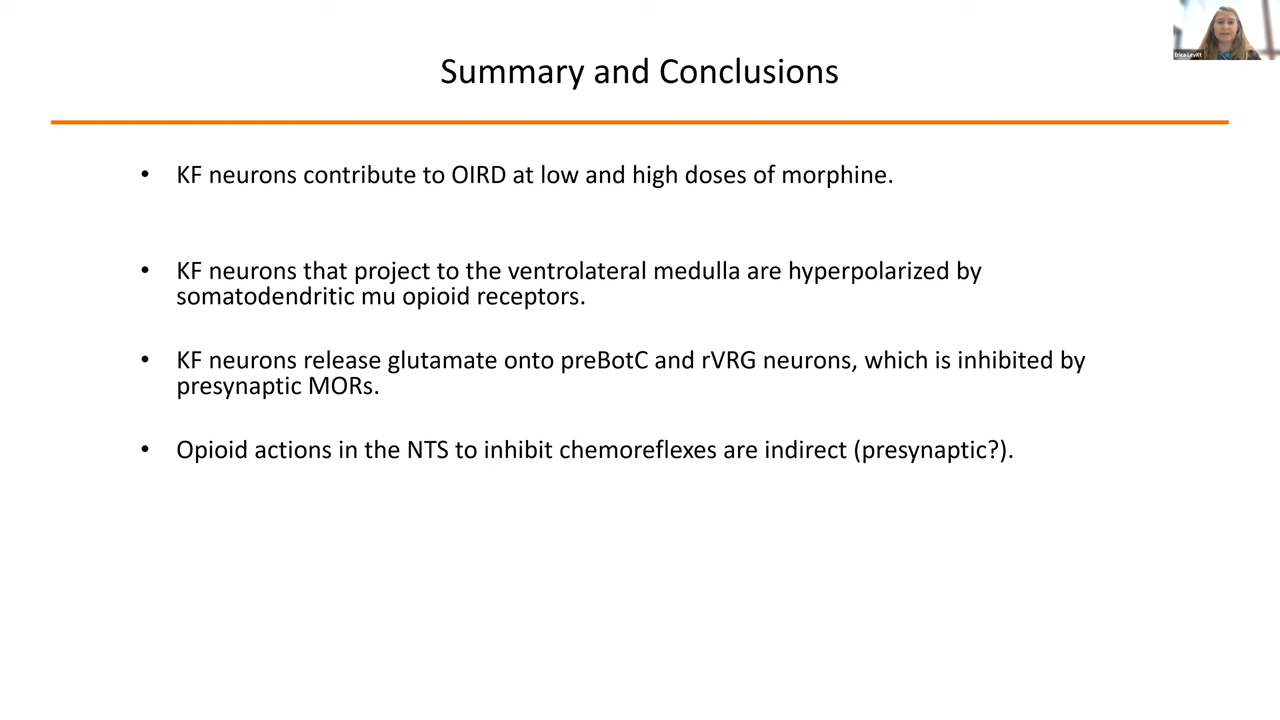 Erica Levitt
Summary and Conclusions
• KF neurons contribute to OIRD at low and high doses of morphine.
• KF neurons that project to the ventrolateral medulla are hyperpolarized by
somatodendritic mu opioid receptors.
• KF neurons release glutamate onto preBotC and rVRG neurons, which is inhibited by
presynaptic MORs.
• Opioid actions in the NTS to inhibit chemoreflexes are indirect (presynaptic?).